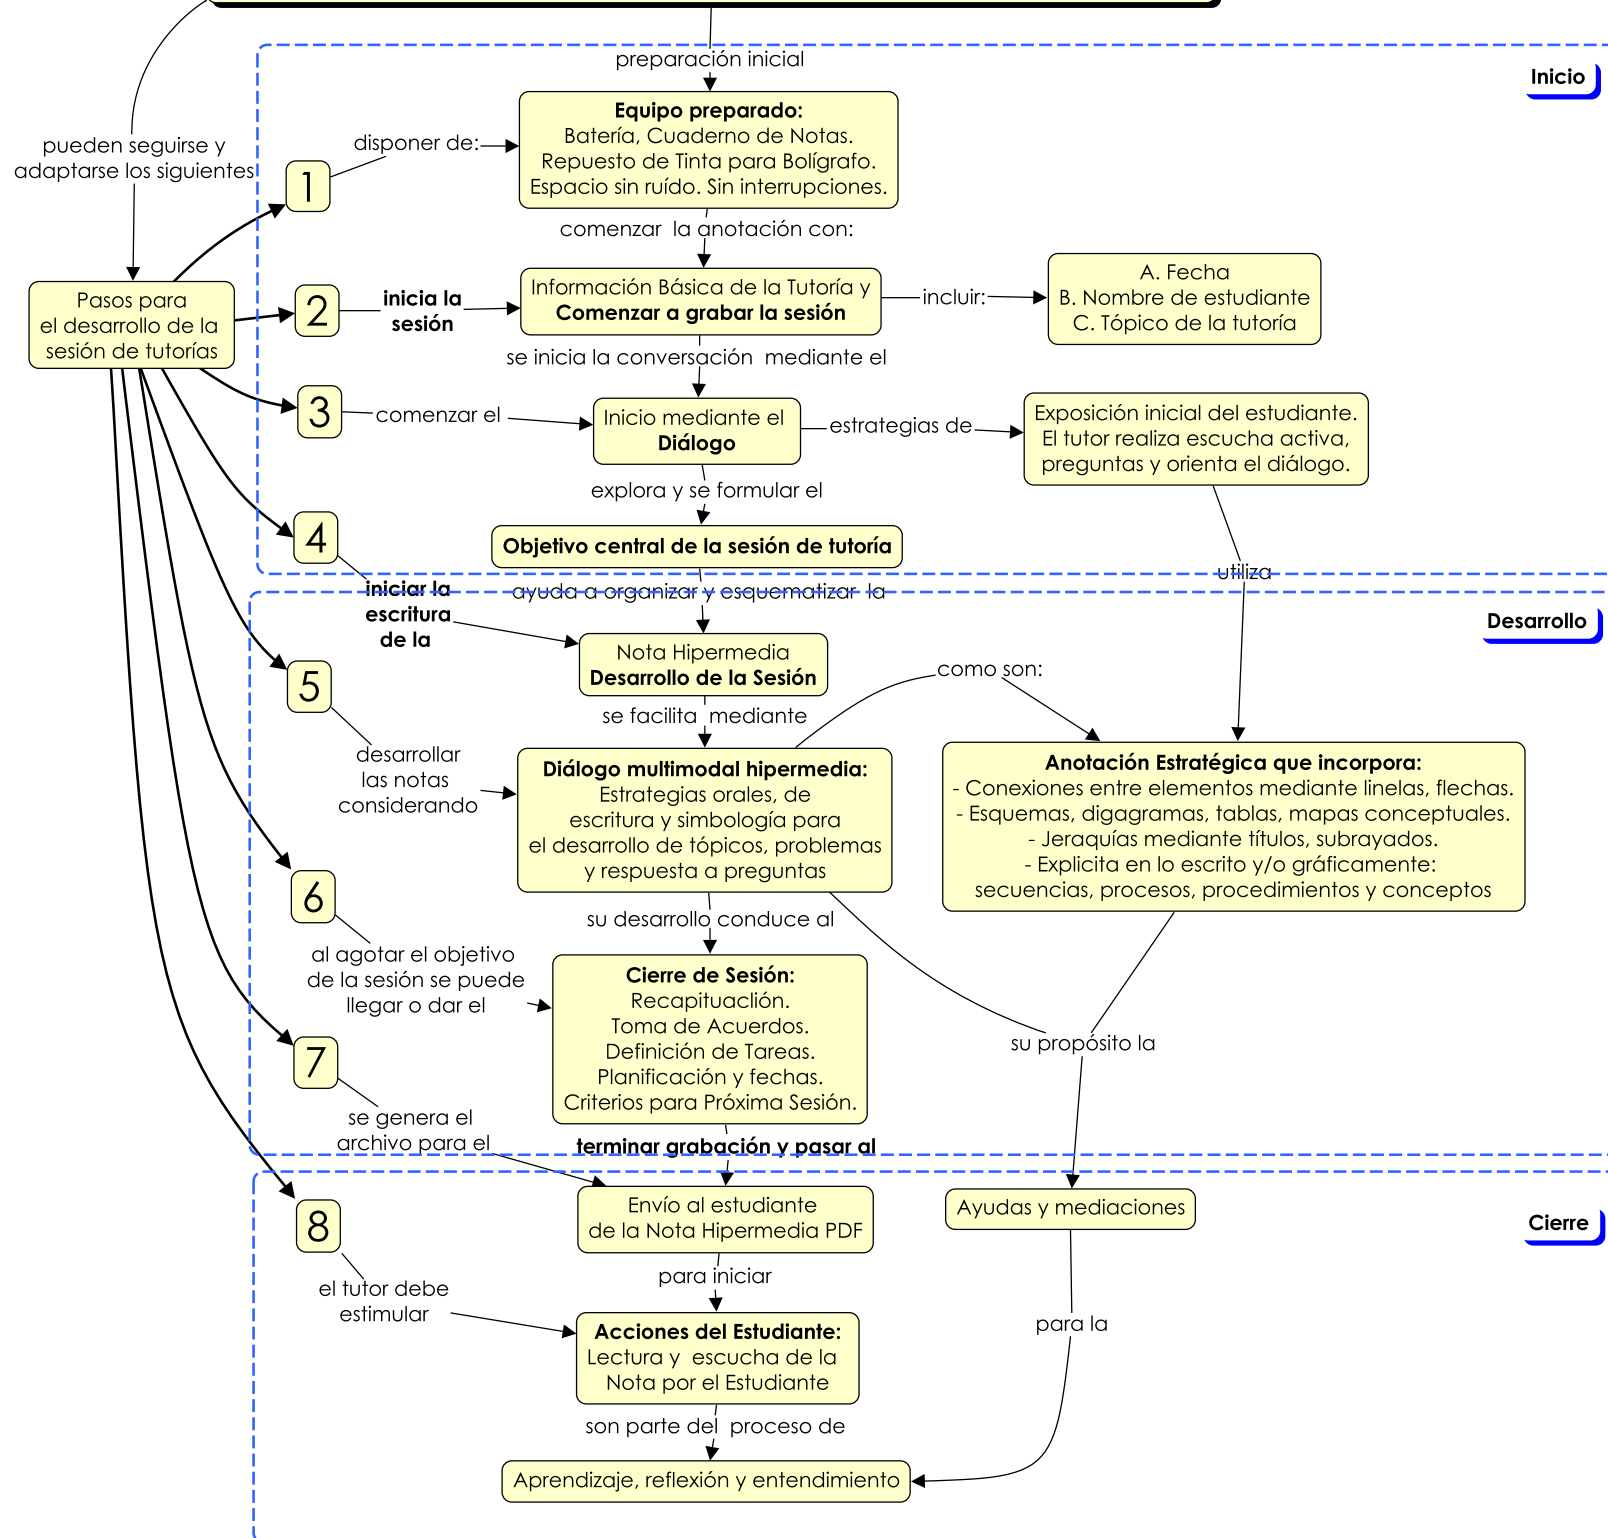 preparación inicial
Inicio
Equipo preparado:
Batería, Cuaderno de Notas.
Repuesto de Tinta para Bolígrafo.
Espacio sin ruído. Sin interrupciones.
disponer de:
pueden seguirse y
adaptarse los siguientes
1
comenzar la anotación con:
Pasos para
el desarrollo de la
sesión de tutorías
2
inicia la
sesión
Información Básica de la Tutoría y
Comenzar a grabar la sesión
incluir:
A. Fecha
B. Nombre de estudiante
C. Tópico de la tutoría
se inicia la conversación mediante el
3
comenzar el
Inicio mediante el
Diálogo
estrategias de
Exposición inicial del estudiante.
El tutor realiza escucha activa,
preguntas y orienta el diálogo.
explora y se formular el
4
Objetivo central de la sesión de tutoría
utiliza
iniciar la
escritura
de la
ayuda a organizar y esquematizar la
Desarrollo
Nota Hipermedia
Desarrollo de la Sesión
como son:
5
se facilita mediante
desarrollar
las notas
considerando
Diálogo multimodal hipermedia:
Estrategias orales, de
escritura y simbología para
el desarrollo de tópicos, problemas
y respuesta a preguntas
Anotación Estratégica que incorpora:
- Conexiones entre elementos mediante linelas, flechas.
- Esquemas, digagramas, tablas, mapas conceptuales.
- Jeraquías mediante títulos, subrayados.
- Explicita en lo escrito y/o gráficamente:
secuencias, procesos, procedimientos y conceptos
6
su desarrollo conduce al
al agotar el objetivo
de la sesión se puede
llegar o dar el
Cierre de Sesión:
Recapituaclión.
Toma de Acuerdos.
Definición de Tareas.
Planificación y fechas.
Criterios para Próxima Sesión.
su propósito la
7
se genera el
archivo para el
terminar grabación y pasar al
Envío al estudiante
de la Nota Hipermedia PDF
Ayudas y mediaciones
Cierre
8
para iniciar
el tutor debe
estimular
Acciones del Estudiante:
Lectura y escucha de la
Nota por el Estudiante
para la
son parte del proceso de
Aprendizaje, reflexión y entendimiento